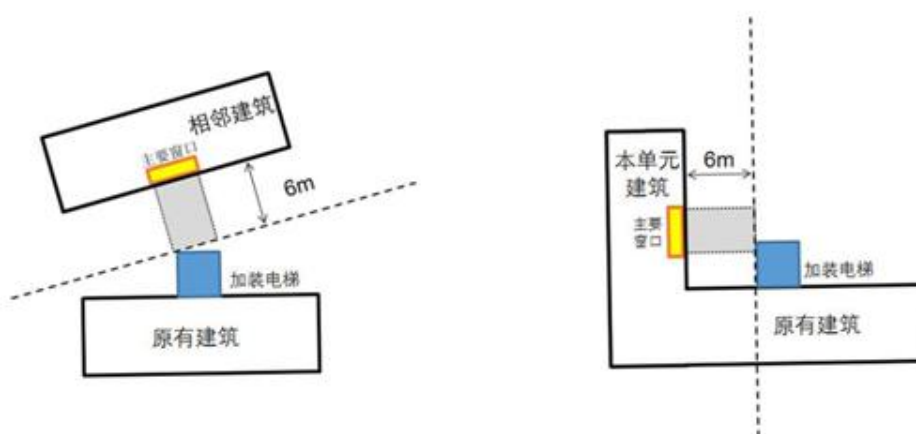 相邻建筑
主要窗口
6m
加装电梯
原有建筑
本单元
建筑
6m
主要
窗口
加装电梯
原有建筑